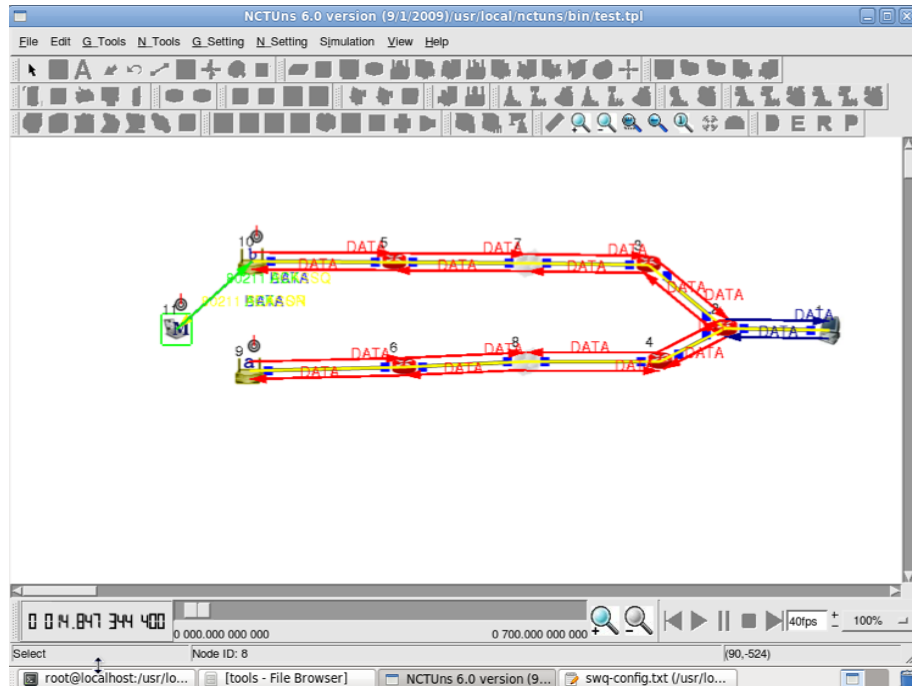 NCTUns 6.0 version (9/1/2009)/usr/local/nctuns/bin/test.tpl
File Edit G_Tools N_Tools G_Setting N_Setting Simulation View Help
D E R P
10 5 7 3
b
DATA DATA DATA
DATA DATA DATA
DATA DATA
DATA
DATA
11
M
2 1
DATA
DATA
9 6 8 4
a
DATA DATA DATA
DATA DATA DATA
0 014.847 344 400
0 000.000 000 000
0 700.000 000 000
40fps
100%
Select
Node ID: 8
(90,-524)
root@localhost:/usr/lo...
[tools - File Browser]
NCTUns 6.0 version (9...
swq-config.txt (/usr/lo...